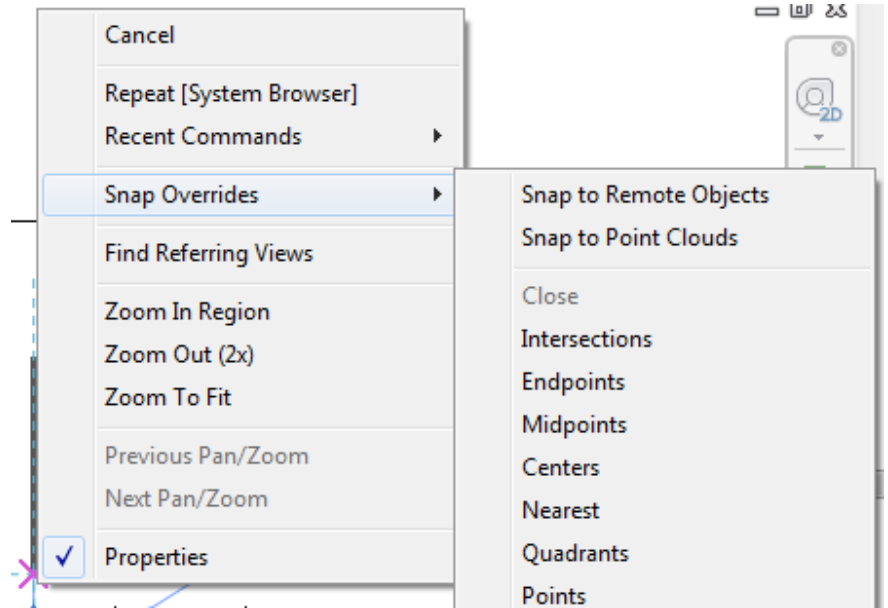 Cancel
Repeat [System Browser]
Recent Commands
Snap Overrides
Find Referring Views
Zoom In Region
Zoom Out (2x)
Zoom To Fit
Previous Pan/Zoom
Next Pan/Zoom
Properties
2D
Snap to Remote Objects
Snap to Point Clouds
Close
Intersections
Endpoints
Midpoints
Centers
Nearest
Quadrants
Points